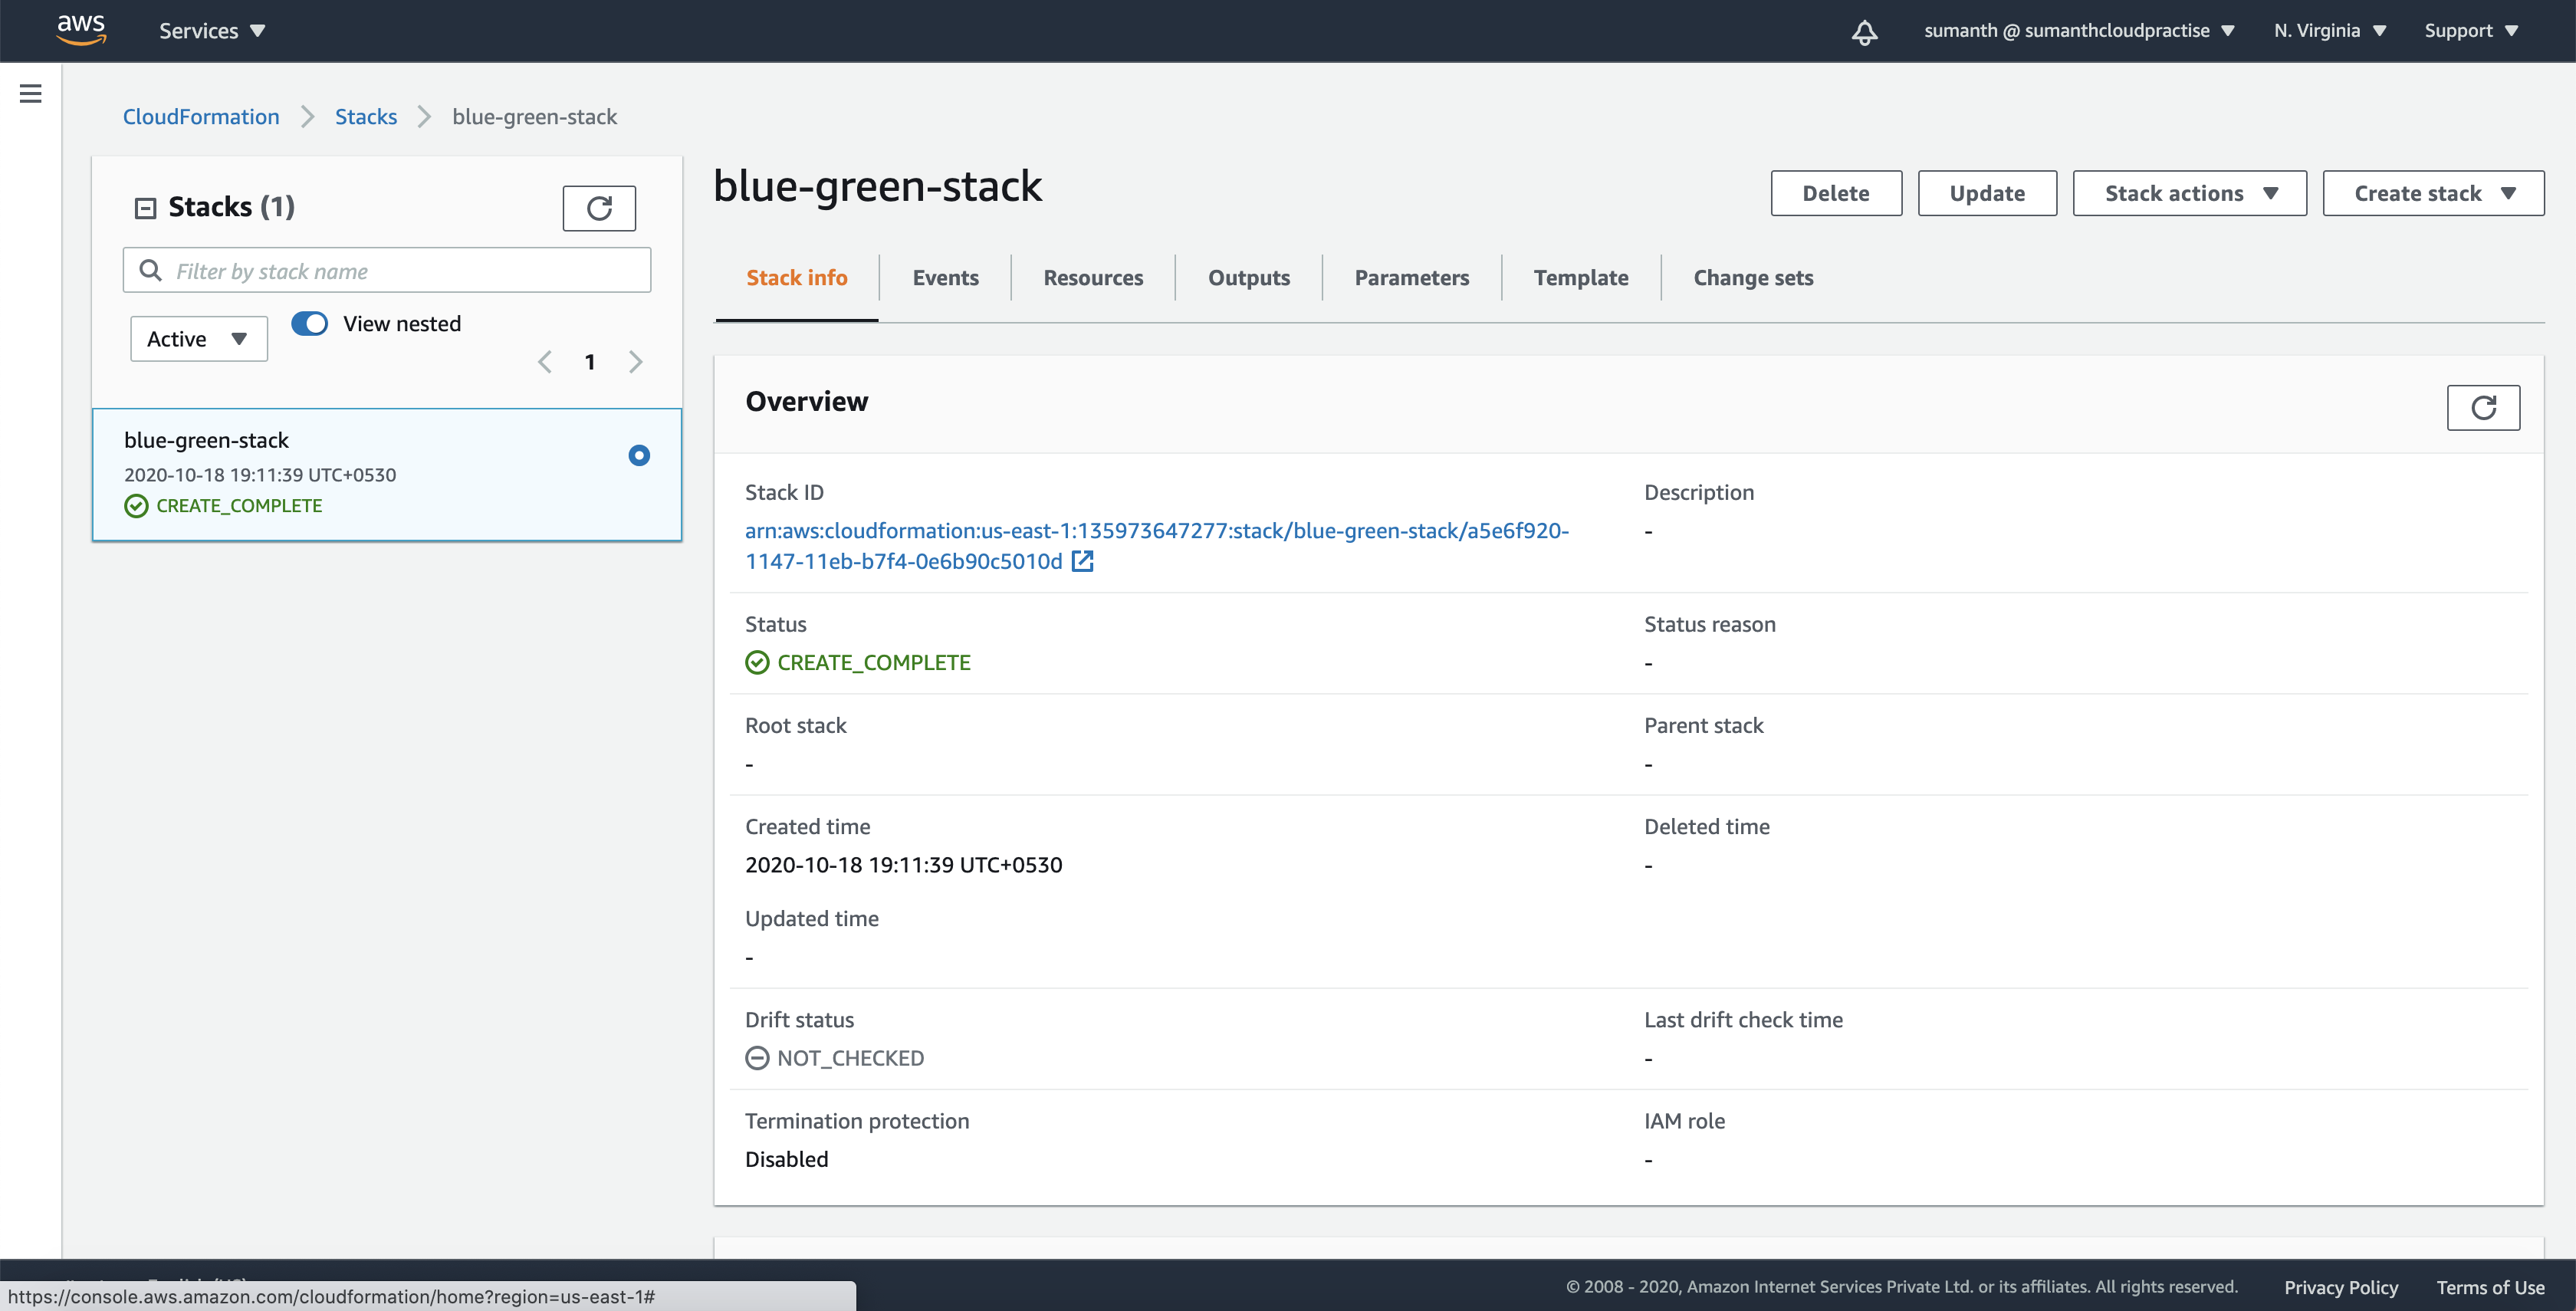 aws Services sumanth @ sumanthcloudpractise N. Virginia Support
CloudFormation Stacks blue-green-stack
Stacks (1)
Filter by stack name
Active View nested
1
blue-green-stack
2020-10-18 19:11:39 UTC+0530
CREATE_COMPLETE
blue-green-stack
Delete Update Stack actions Create stack
Stack info Events Resources Outputs Parameters Template Change sets
Overview
Stack ID
arn:aws:cloudformation:us-east-1:135973647277:stack/blue-green-stack/a5e6f920-
1147-11eb-b7f4-0e6b90c5010d
Description
-
Status
CREATE_COMPLETE
Status reason
-
Root stack
-
Parent stack
-
Created time
2020-10-18 19:11:39 UTC+0530
Deleted time
-
Updated time
-
Drift status
NOT_CHECKED
Last drift check time
-
Termination protection
Disabled
IAM role
-
© 2008 - 2020, Amazon Internet Services Private Ltd. or its affiliates. All rights reserved. Privacy Policy Terms of Use
https://console.aws.amazon.com/cloudformation/home?region=us-east-1#